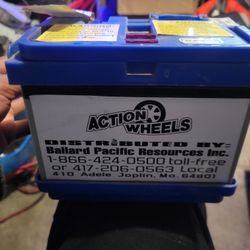 ACTION
WHEELS
DISTRIBUTED BY:
Ballard Pacific Resources Inc.
1-866-424-0500 toll-free
or 417-206-0563 Local
410 Adele Joplin, Mo. 64801